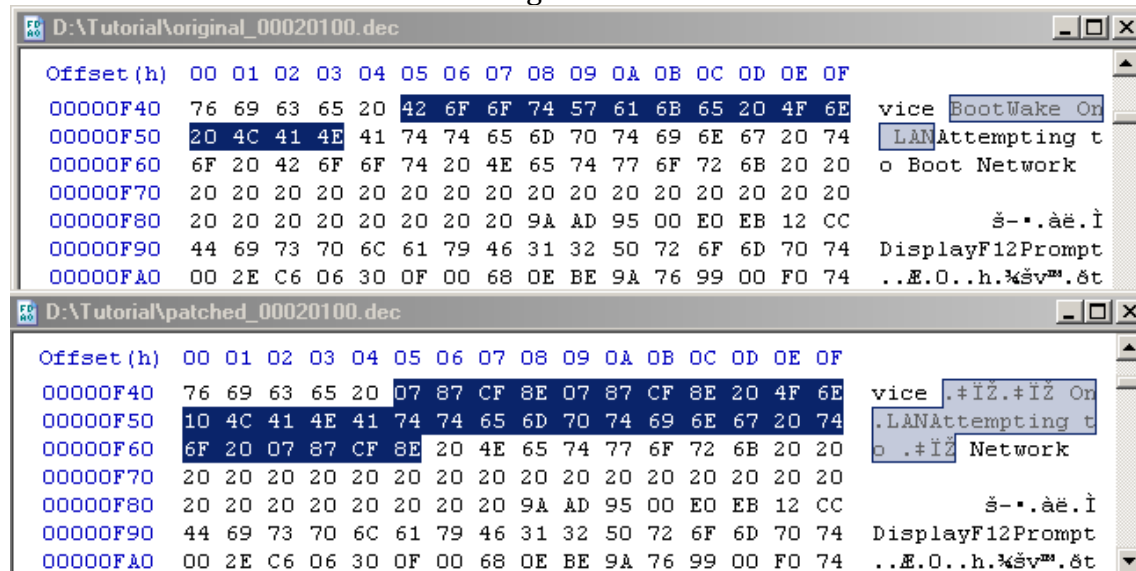 D:\Tutorial\original_00020100.dec
Offset(h) 00 01 02 03 04 05 06 07 08 09 0A 0B 0C 0D 0E 0F
00000F40 76 69 63 65 20 42 6F 6F 74 57 61 6B 65 20 4F 6E vice BootWake On
00000F50 20 4C 41 4E 41 74 74 65 6D 70 74 69 6E 67 20 74 LANAttempting t
00000F60 6F 20 42 6F 6F 74 20 4E 65 74 77 6F 72 6B 20 20 o Boot Network
00000F70 20 20 20 20 20 20 20 20 20 20 20 20 20 20 20 20
00000F80 20 20 20 20 20 20 20 20 9A AD 95 00 E0 EB 12 CC š–•.àë.Ì
00000F90 44 69 73 70 6C 61 79 46 31 32 50 72 6F 6D 70 74 DisplayF12Prompt
00000FA0 00 2E C6 06 30 0F 00 68 0E BE 9A 76 99 00 F0 74 ..Æ.0..h.¾šv™.ðt
D:\Tutorial\patched_00020100.dec
Offset(h) 00 01 02 03 04 05 06 07 08 09 0A 0B 0C 0D 0E 0F
00000F40 76 69 63 65 20 07 87 CF 8E 07 87 CF 8E 20 4F 6E vice .‡ÏŽ.‡ÏŽ On
00000F50 10 4C 41 4E 41 74 74 65 6D 70 74 69 6E 67 20 74 .LANAttempting t
00000F60 6F 20 07 87 CF 8E 20 4E 65 74 77 6F 72 6B 20 20 o .‡ÏŽ Network
00000F70 20 20 20 20 20 20 20 20 20 20 20 20 20 20 20 20
00000F80 20 20 20 20 20 20 20 20 9A AD 95 00 E0 EB 12 CC š–•.àë.Ì
00000F90 44 69 73 70 6C 61 79 46 31 32 50 72 6F 6D 70 74 DisplayF12Prompt
00000FA0 00 2E C6 06 30 0F 00 68 0E BE 9A 76 99 00 F0 74 ..Æ.0..h.¾šv™.ðt